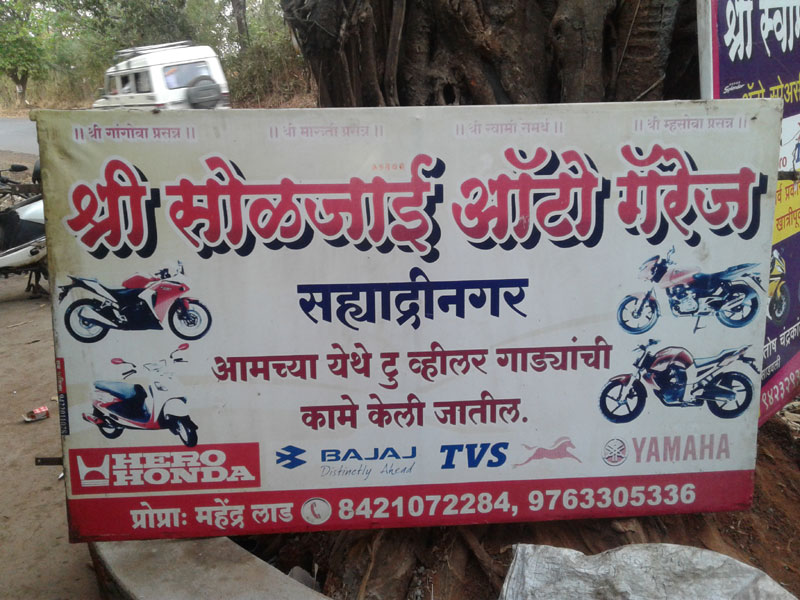 ।। श्री गांगोबा प्रसन्न ।। ।। श्री मारुती प्रसन्न ।। ।। श्री स्वामी समर्थ ।। ।। श्री म्हसोबा प्रसन्न ।।
श्री सोळजाई ऑटो गॅरेज
सह्याद्रीनगर
आमच्या येथे टु व्हीलर गाड्यांची
कामे केली जातील.
HERO HONDA BAJAJ Distinctly Ahead TVS YAMAHA
प्रोप्राः महेंद्र लाड 8421072284, 9763305336
श्री
Splendor